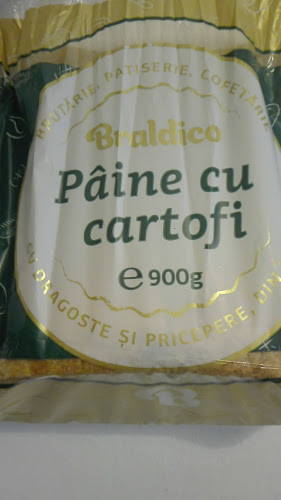 BRUTĂRIE, PATISERIE, COFETĂRIE
Braldico
Pâine cu
cartofi
℮ 900g
CU DRAGOSTE ȘI PRICEPERE, DIN